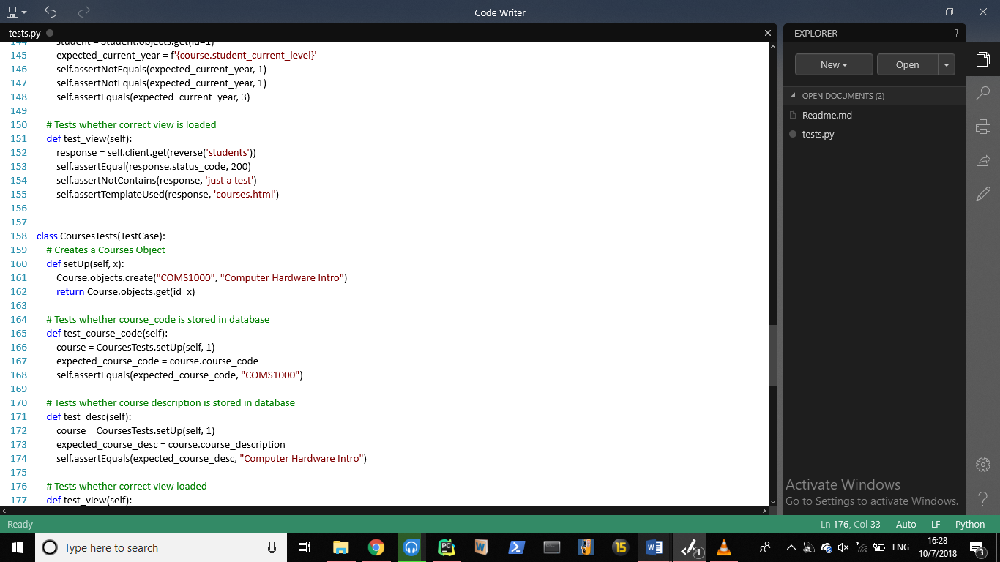 Code Writer
tests.py
EXPLORER
144 student = Student.objects.get(id=1)
145 expected_current_year = f'{course.student_current_level}'
146 self.assertNotEquals(expected_current_year, 1)
147 self.assertNotEquals(expected_current_year, 1)
148 self.assertEquals(expected_current_year, 3)
149
150 # Tests whether correct view is loaded
151 def test_view(self):
152 response = self.client.get(reverse('students'))
153 self.assertEqual(response.status_code, 200)
154 self.assertNotContains(response, 'just a test')
155 self.assertTemplateUsed(response, 'courses.html')
156
157
158 class CoursesTests(TestCase):
159 # Creates a Courses Object
160 def setUp(self, x):
161 Course.objects.create("COMS1000", "Computer Hardware Intro")
162 return Course.objects.get(id=x)
163
164 # Tests whether course_code is stored in database
165 def test_course_code(self):
166 course = CoursesTests.setUp(self, 1)
167 expected_course_code = course.course_code
168 self.assertEquals(expected_course_code, "COMS1000")
169
170 # Tests whether course description is stored in database
171 def test_desc(self):
172 course = CoursesTests.setUp(self, 1)
173 expected_course_desc = course.course_description
174 self.assertEquals(expected_course_desc, "Computer Hardware Intro")
175
176 # Tests whether correct view loaded
177 def test_view(self):
New Open
OPEN DOCUMENTS (2)
Readme.md
tests.py
Activate Windows
Go to Settings to activate Windows.
Ready
Ln 176, Col 33 Auto LF Python
Type here to search
PC
W
15
W
1
ENG
16:28
10/7/2018
3